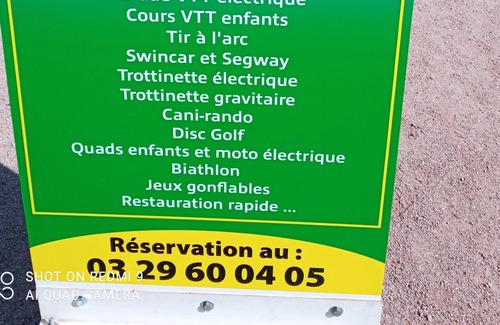 VTT électrique
Cours VTT enfants
Tir à l'arc
Swincar et Segway
Trottinette électrique
Trottinette gravitaire
Cani-rando
Disc Golf
Quads enfants et moto électrique
Biathlon
Jeux gonflables
Restauration rapide ...
Réservation au :
03 29 60 04 05
SHOT ON REDMI 9
AI QUAD CAMERA